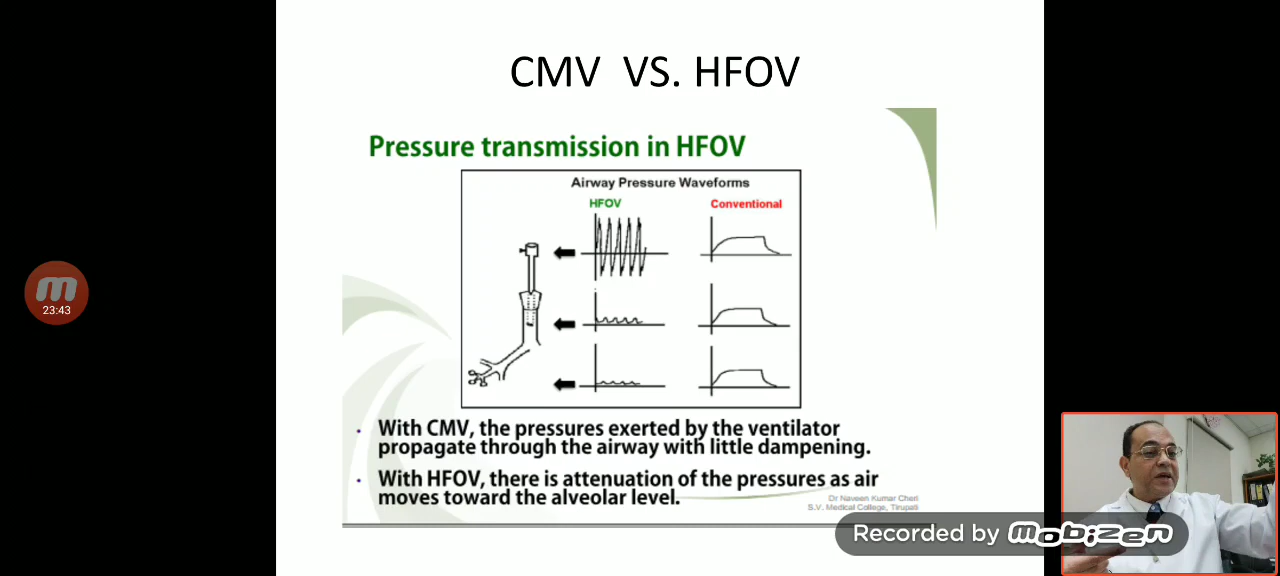 CMV VS. HFOV
Pressure transmission in HFOV
Airway Pressure Waveforms
HFOV
Conventional
23:43
With CMV, the pressures exerted by the ventilator
propagate through the airway with little dampening.
With HFOV, there is attenuation of the pressures as air
moves toward the alveolar level.
Dr Naveen Kumar Cheri
S.V. Medical College, Tirupati
Recorded by mobizen